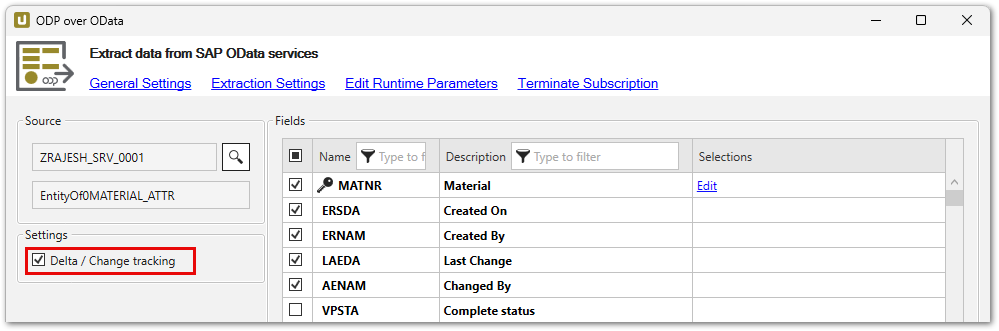 ODP over OData
Extract data from SAP OData services
odp
General Settings Extraction Settings Edit Runtime Parameters Terminate Subscription
Source
ZRAJESH_SRV_0001
EntityOf0MATERIAL_ATTR
Settings
Delta / Change tracking
Fields
Name Type to f Description Type to filter Selections
MATNR Material Edit
ERSDA Created On
ERNAM Created By
LAEDA Last Change
AENAM Changed By
VPSTA Complete status